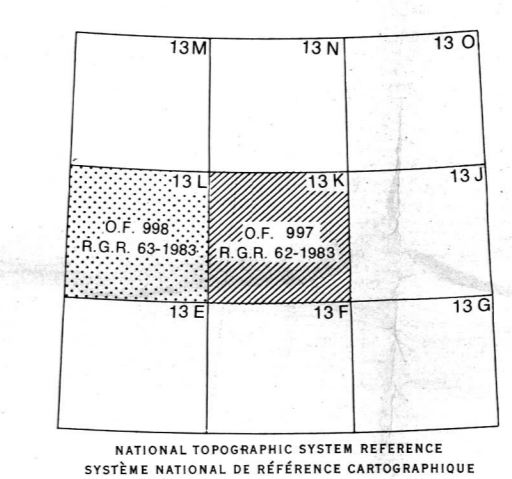 13 M
13 N
13 O
13 L
13 K
13 J
O.F. 998
R.G.R. 63-1983
O.F. 997
R.G.R. 62-1983
13 E
13 F
13 G
NATIONAL TOPOGRAPHIC SYSTEM REFERENCE
SYSTÈME NATIONAL DE RÉFÉRENCE CARTOGRAPHIQUE